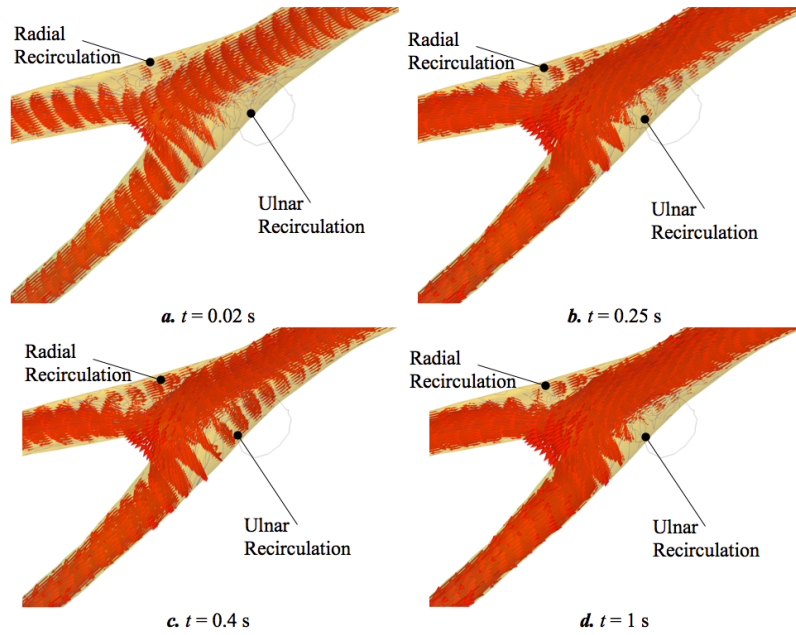 Radial
Recirculation
Ulnar
Recirculation
a. t = 0.02 s
Radial
Recirculation
Ulnar
Recirculation
b. t = 0.25 s
Radial
Recirculation
Ulnar
Recirculation
c. t = 0.4 s
Radial
Recirculation
Ulnar
Recirculation
d. t = 1 s